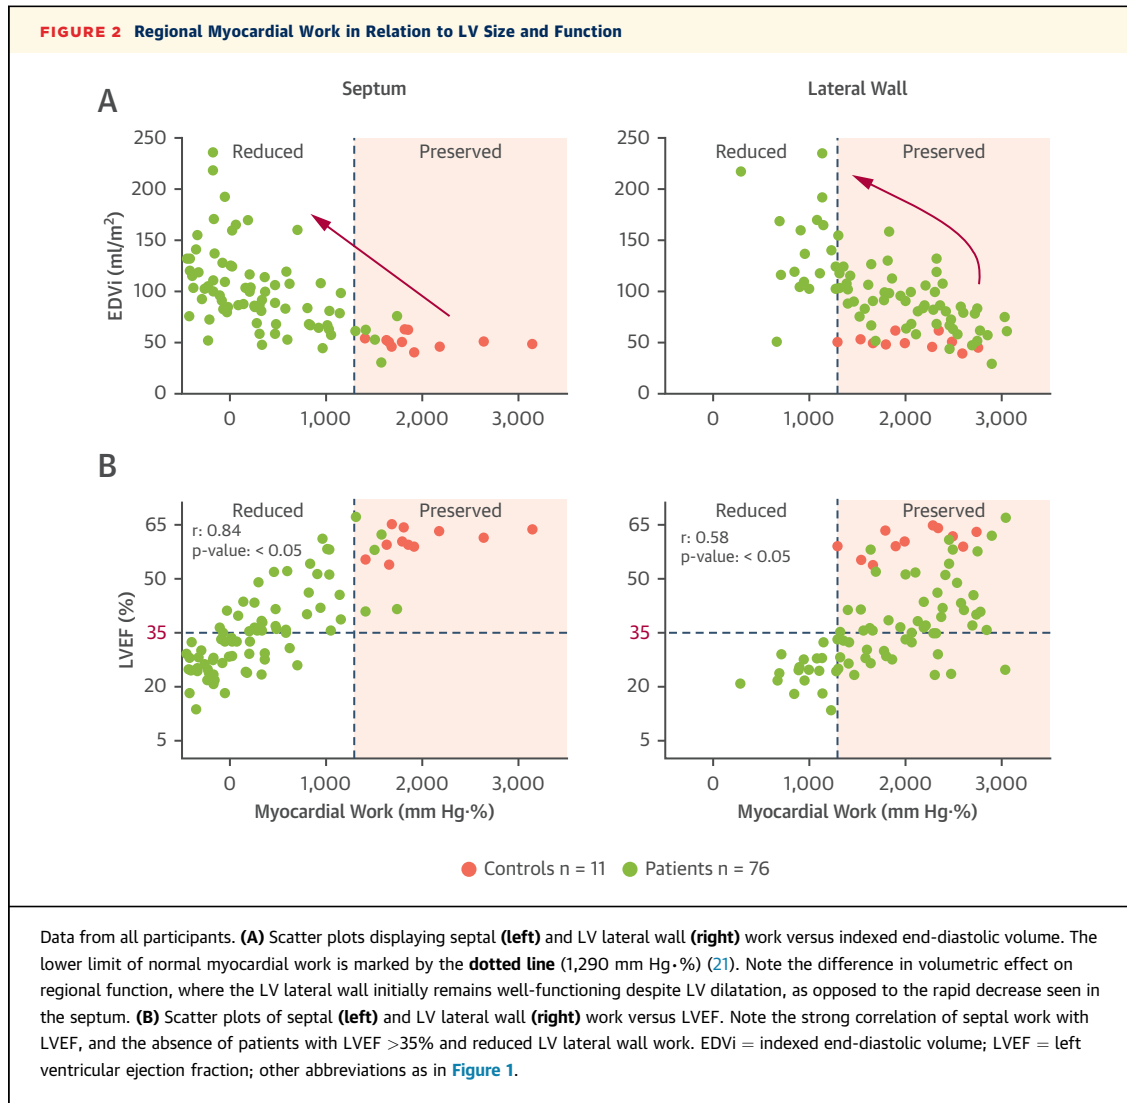 FIGURE 2 Regional Myocardial Work in Relation to LV Size and Function
A
Septum
Lateral Wall
EDVi (ml/m²)
250
200
150
100
50
0
Reduced
Preserved
0
1,000
2,000
3,000
250
200
150
100
50
0
Reduced
Preserved
0
1,000
2,000
3,000
B
LVEF (%)
65
50
35
20
5
Reduced
Preserved
r: 0.84
p-value: < 0.05
0
1,000
2,000
3,000
Myocardial Work (mm Hg·%)
65
50
35
20
5
Reduced
Preserved
r: 0.58
p-value: < 0.05
0
1,000
2,000
3,000
Myocardial Work (mm Hg·%)
Controls n = 11 Patients n = 76
Data from all participants. (A) Scatter plots displaying septal (left) and LV lateral wall (right) work versus indexed end-diastolic volume. The
lower limit of normal myocardial work is marked by the dotted line (1,290 mm Hg·%) (21). Note the difference in volumetric effect on
regional function, where the LV lateral wall initially remains well-functioning despite LV dilatation, as opposed to the rapid decrease seen in
the septum. (B) Scatter plots of septal (left) and LV lateral wall (right) work versus LVEF. Note the strong correlation of septal work with
LVEF, and the absence of patients with LVEF >35% and reduced LV lateral wall work. EDVi = indexed end-diastolic volume; LVEF = left
ventricular ejection fraction; other abbreviations as in Figure 1.